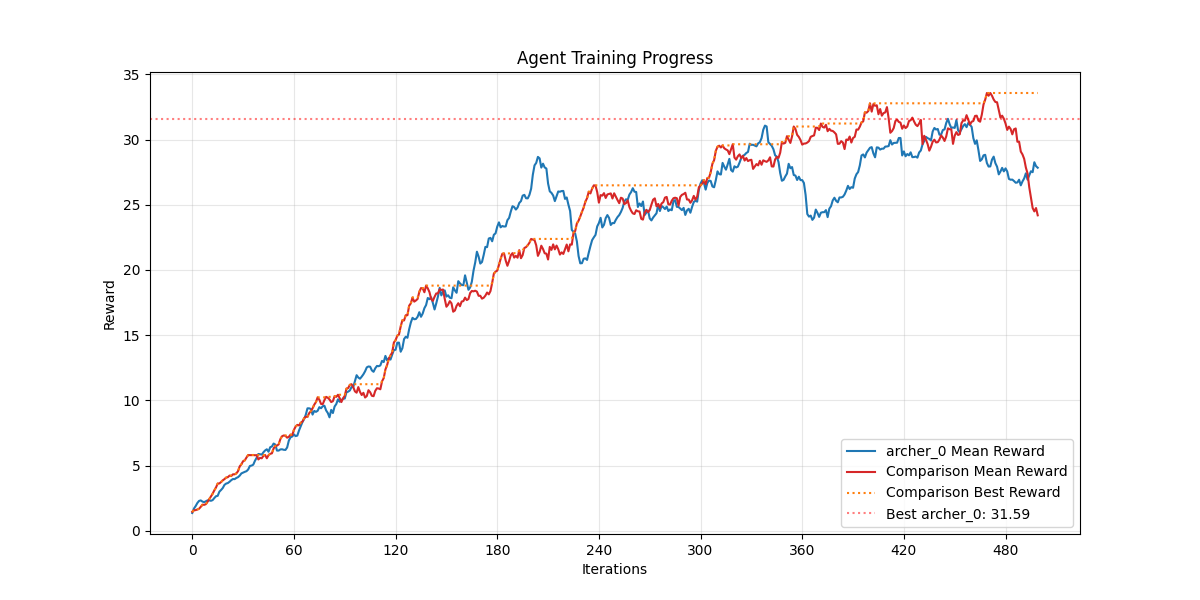 Agent Training Progress
35
30
25
20
15
10
5
0
Reward
0 60 120 180 240 300 360 420 480
Iterations
archer_0 Mean Reward
Comparison Mean Reward
Comparison Best Reward
Best archer_0: 31.59